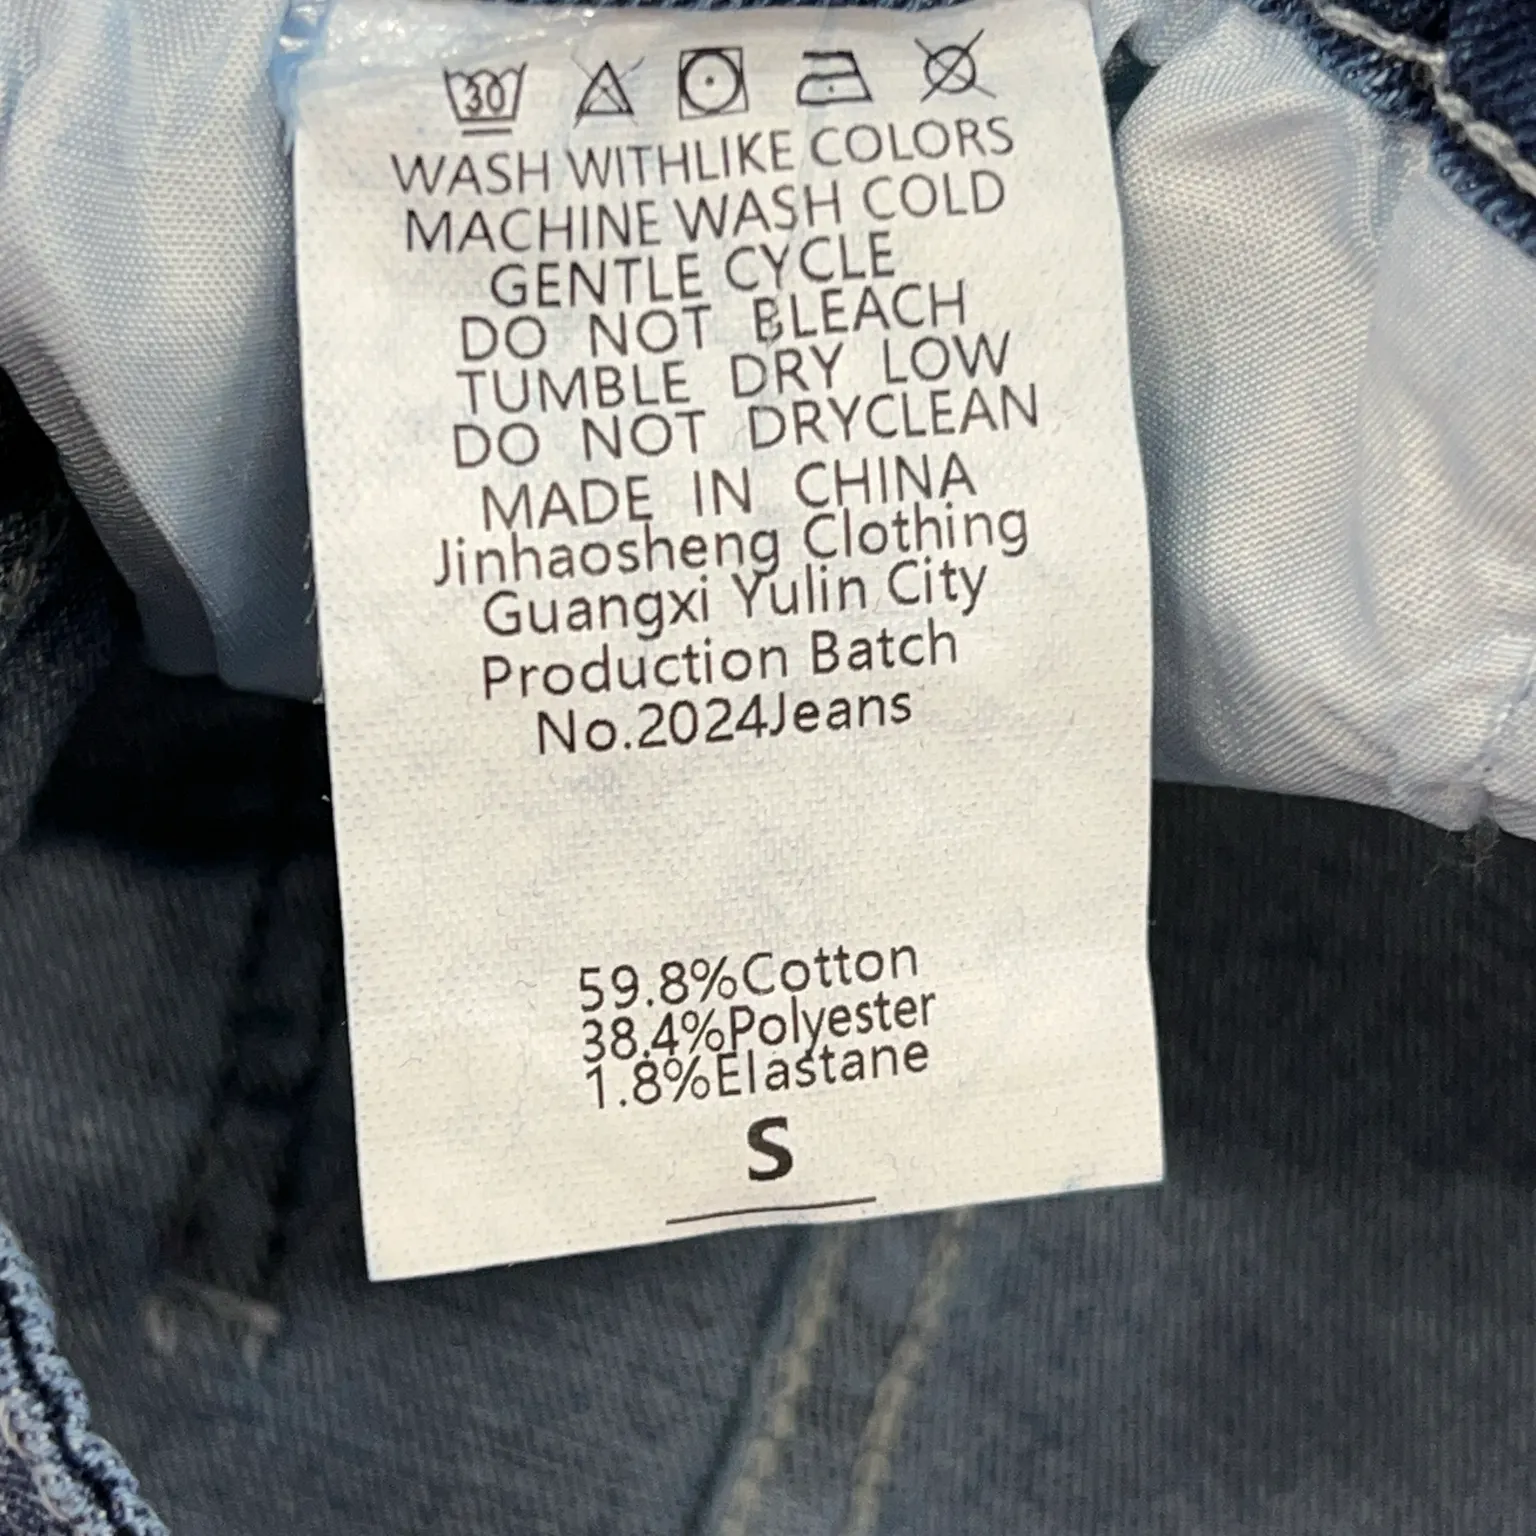 30
WASH WITHLIKE COLORS
MACHINE WASH COLD
GENTLE CYCLE
DO NOT BLEACH
TUMBLE DRY LOW
DO NOT DRYCLEAN
MADE IN CHINA
Jinhaosheng Clothing
Guangxi Yulin City
Production Batch
No.2024Jeans
59.8%Cotton
38.4%Polyester
1.8%Elastane
S